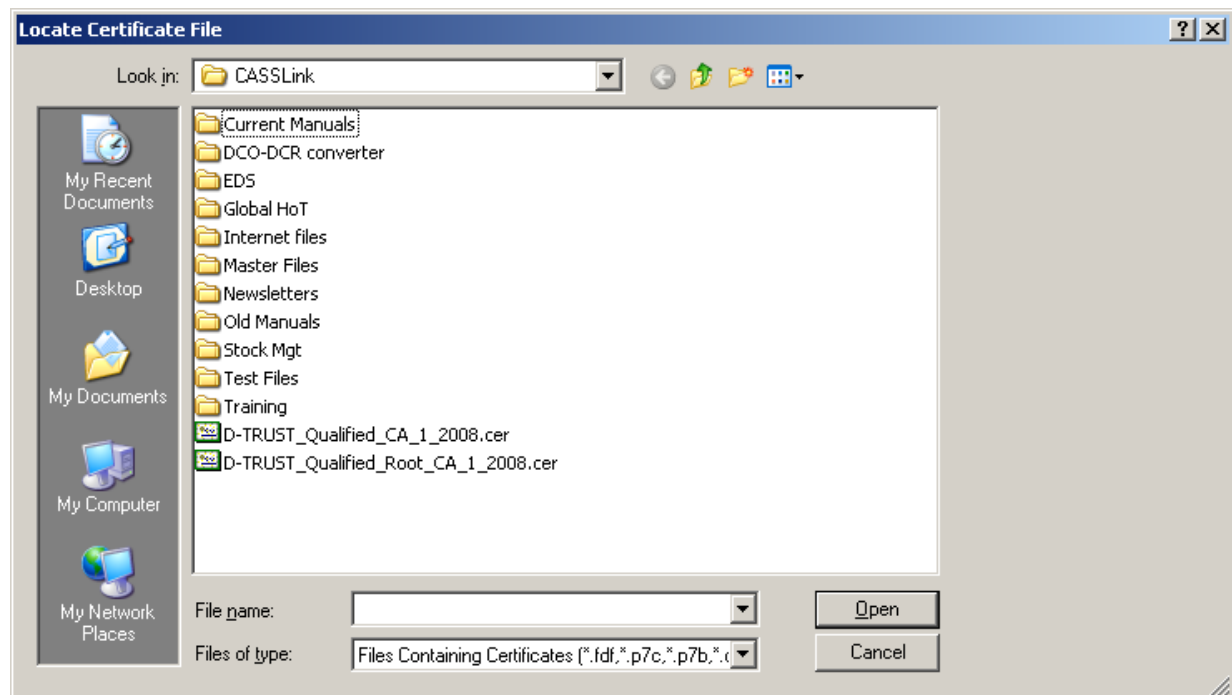 Locate Certificate File
Look in: CASSLink
My Recent
Documents
Desktop
My Documents
My Computer
My Network
Places
Current Manuals
DCO-DCR converter
EDS
Global HoT
Internet files
Master Files
Newsletters
Old Manuals
Stock Mgt
Test Files
Training
D-TRUST_Qualified_CA_1_2008.cer
D-TRUST_Qualified_Root_CA_1_2008.cer
File name:
Open
Files of type: Files Containing Certificates (*.fdf,*.p7c,*.p7b,*.
Cancel